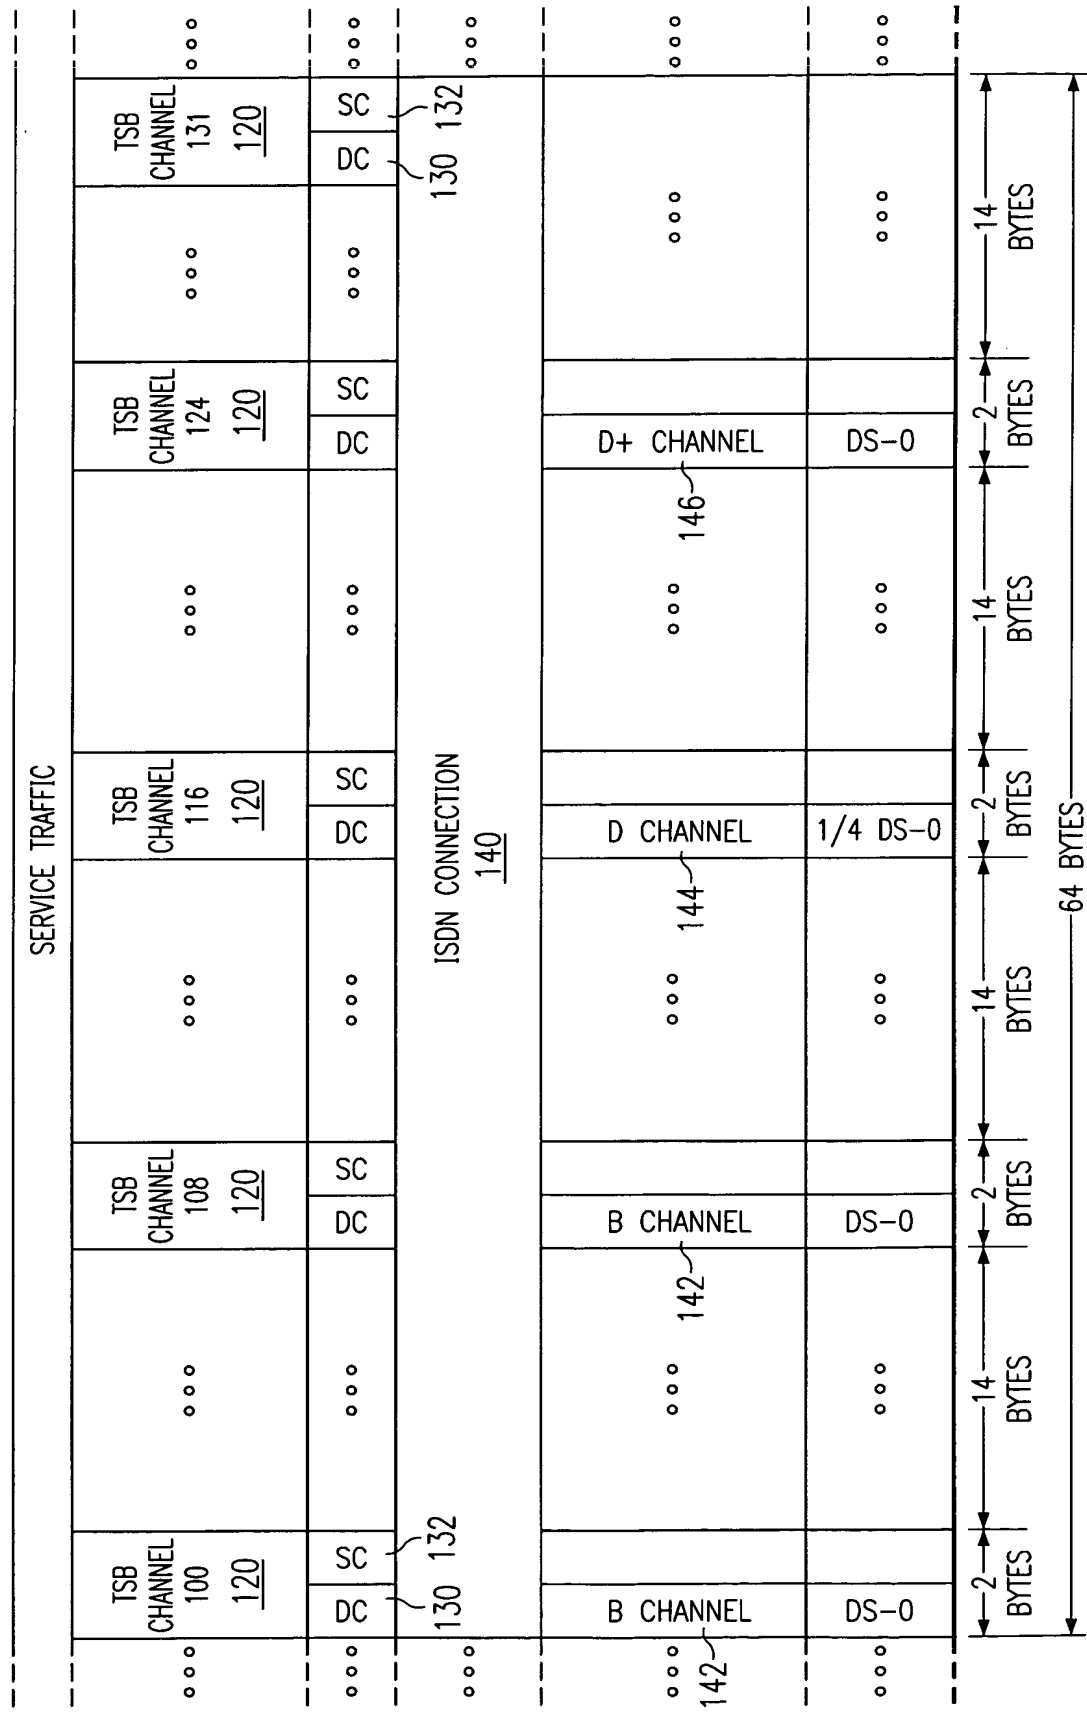 SERVICE TRAFFIC
TSB
CHANNEL
100
120
TSB
CHANNEL
108
120
TSB
CHANNEL
116
120
TSB
CHANNEL
124
120
TSB
CHANNEL
131
120
DC
SC
DC
SC
DC
SC
DC
SC
DC
SC
130
132
130
132
ISDN CONNECTION
140
B CHANNEL
B CHANNEL
D CHANNEL
D+ CHANNEL
142
142
144
146
DS-0
DS-0
1/4 DS-0
DS-0
2
BYTES
14
BYTES
2
BYTES
14
BYTES
2
BYTES
14
BYTES
2
BYTES
14
BYTES
64 BYTES